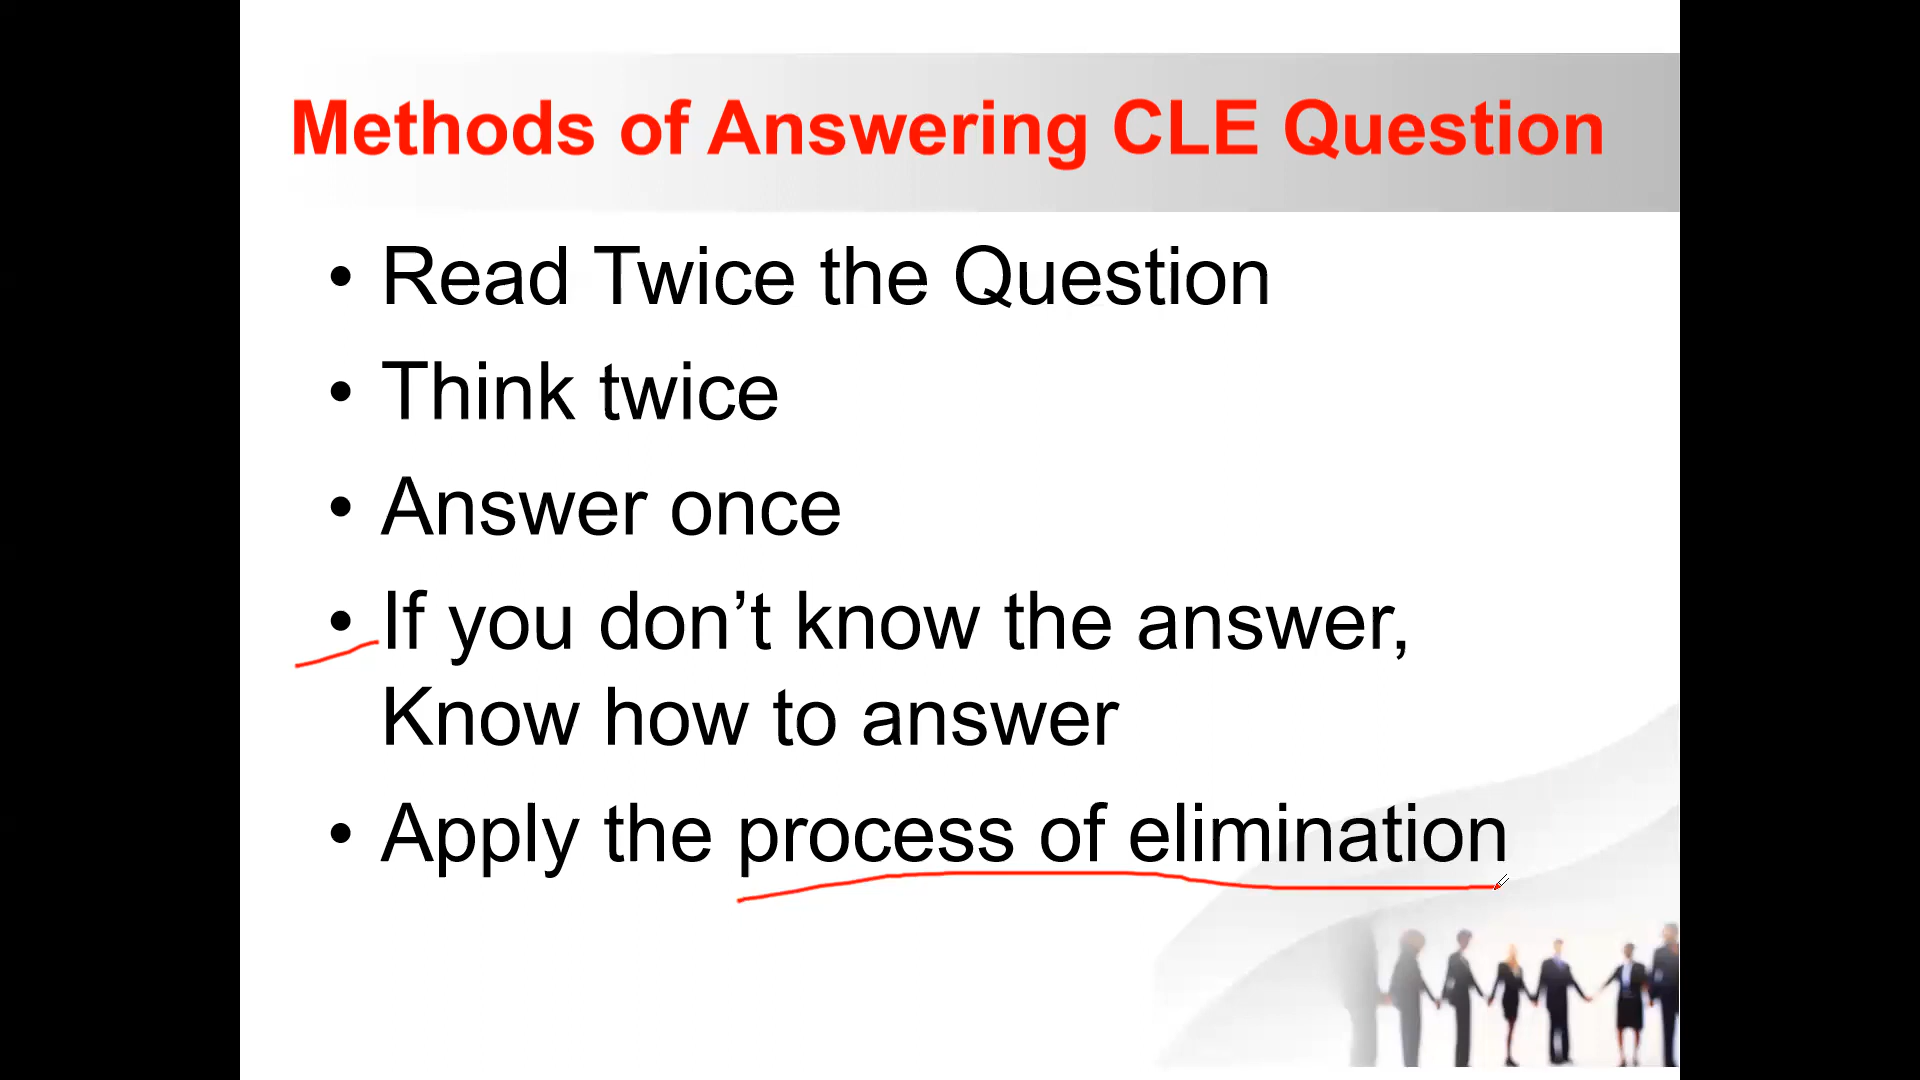 Methods of Answering CLE Question
• Read Twice the Question
• Think twice
• Answer once
• If you don’t know the answer,
Know how to answer
• Apply the process of elimination